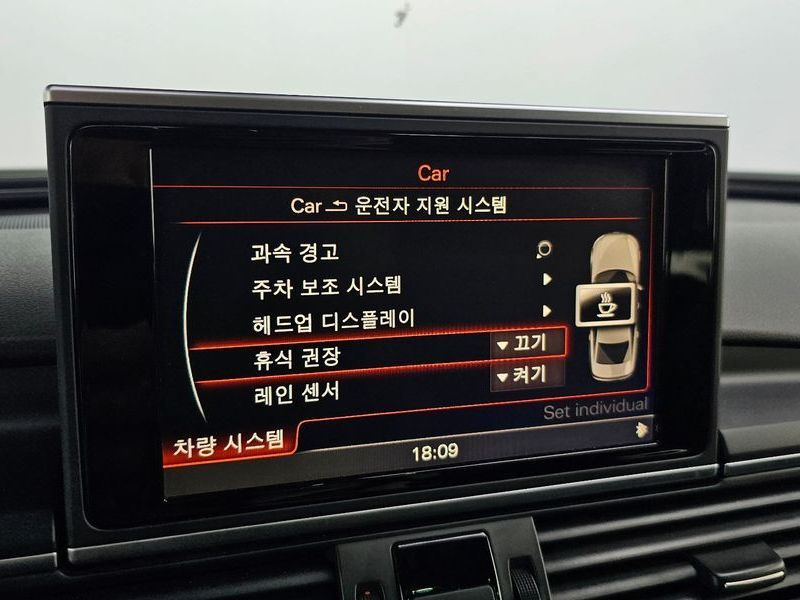 Car
Car 운전자 지원 시스템
과속 경고
주차 보조 시스템
헤드업 디스플레이
휴식 권장 끄기
레인 센서 켜기
Set individual
차량 시스템
18:09